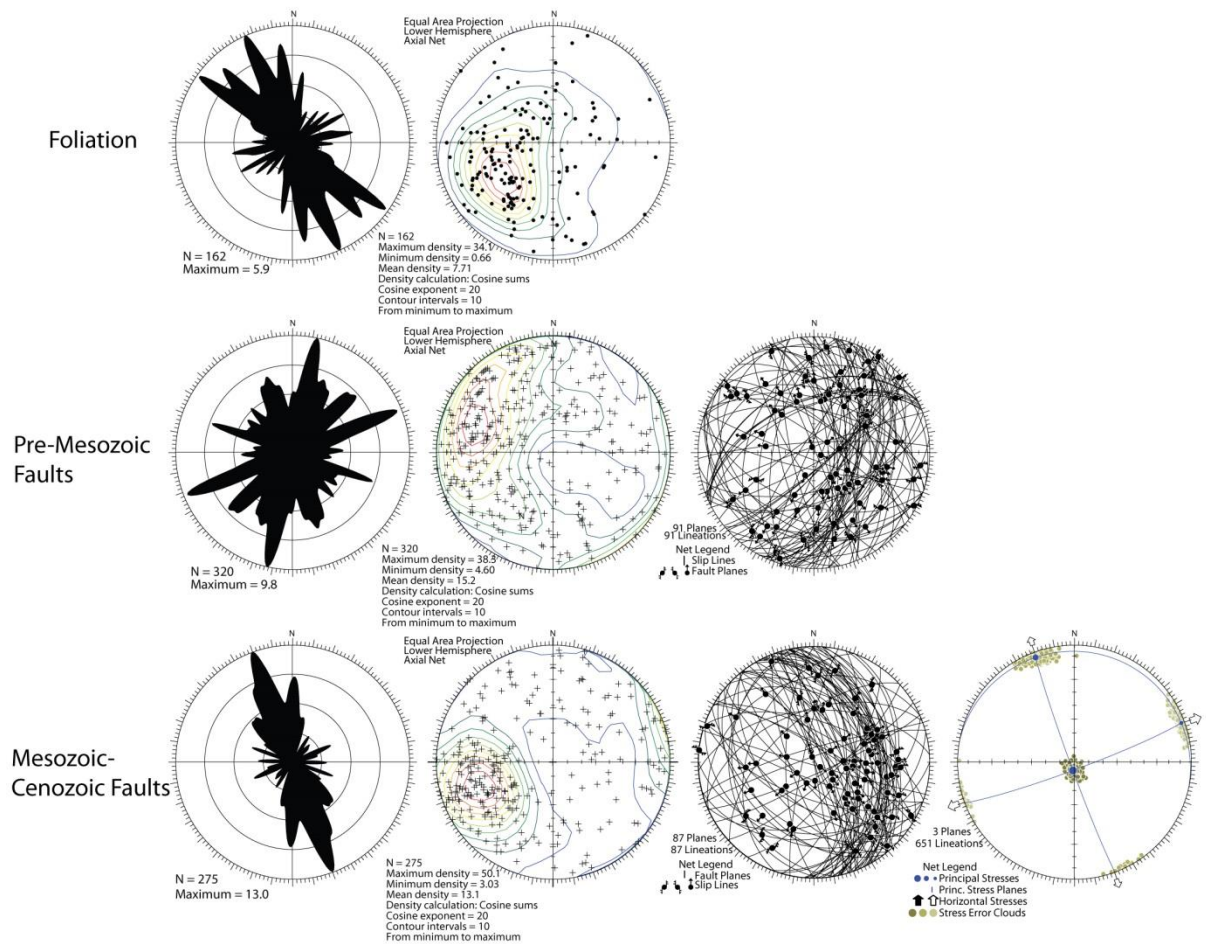 Foliation
N
N = 162
Maximum = 5.9
Equal Area Projection
Lower Hemisphere
Axial Net
N
N = 162
Maximum density = 34.1
Minimum density = 0.66
Mean density = 7.71
Density calculation: Cosine sums
Cosine exponent = 20
Contour intervals = 10
From minimum to maximum
Pre-Mesozoic
Faults
N
N = 320
Maximum = 9.8
Equal Area Projection
Lower Hemisphere
Axial Net
N
N = 320
Maximum density = 38.3
Minimum density = 4.60
Mean density = 15.2
Density calculation: Cosine sums
Cosine exponent = 20
Contour intervals = 10
From minimum to maximum
N
91 Planes
91 Lineations
Net Legend
Slip Lines
Fault Planes
Mesozoic-
Cenozoic Faults
N
N = 275
Maximum = 13.0
Equal Area Projection
Lower Hemisphere
Axial Net
N
N = 275
Maximum density = 50.1
Minimum density = 3.03
Mean density = 13.1
Density calculation: Cosine sums
Cosine exponent = 20
Contour intervals = 10
From minimum to maximum
N
87 Planes
87 Lineations
Net Legend
Fault Planes
Slip Lines
N
3 Planes
651 Lineations
Net Legend
Principal Stresses
Princ. Stress Planes
Horizontal Stresses
Stress Error Clouds